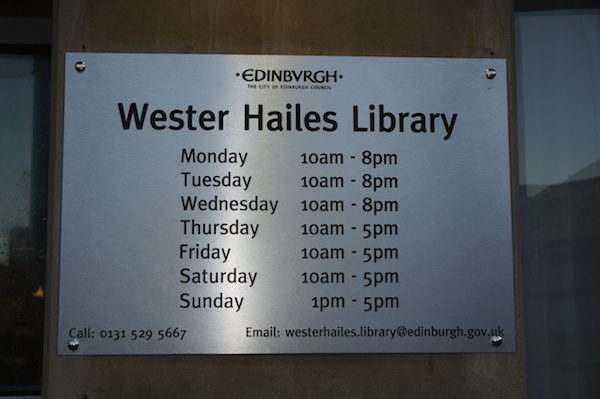 ·EDINBVRGH·
THE CITY OF EDINBURGH COUNCIL
Wester Hailes Library
Monday 10am - 8pm
Tuesday 10am - 8pm
Wednesday 10am - 8pm
Thursday 10am - 5pm
Friday 10am - 5pm
Saturday 10am - 5pm
Sunday 1pm - 5pm
Call: 0131 529 5667 Email: westerhailes.library@edinburgh.gov.uk